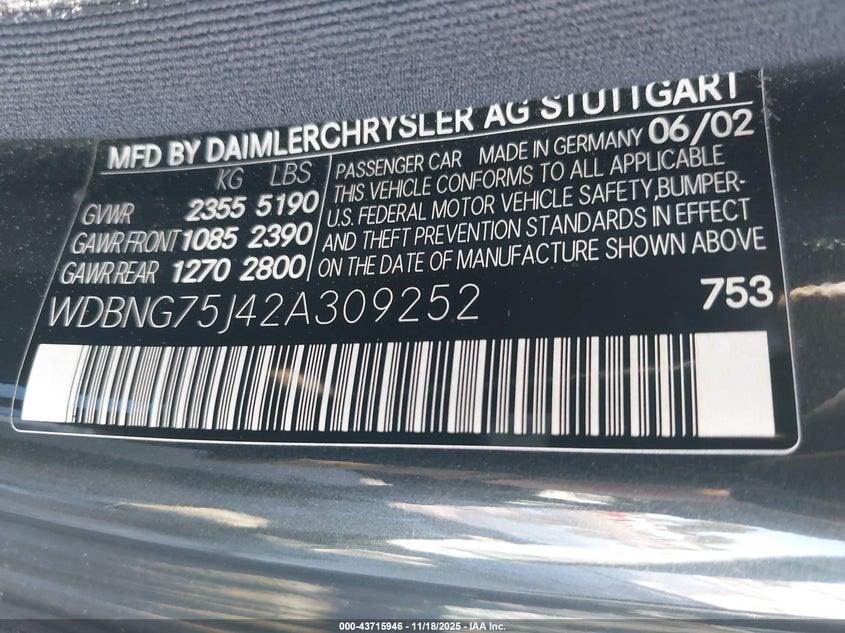 MFD BY DAIMLERCHRYSLER AG STUTTGART
KG LBS
GVWR 2355 5190
GAWR FRONT 1085 2390
GAWR REAR 1270 2800
06/02
PASSENGER CAR MADE IN GERMANY
THIS VEHICLE CONFORMS TO ALL APPLICABLE
U.S. FEDERAL MOTOR VEHICLE SAFETY,BUMPER-
AND THEFT PREVENTION STANDARDS IN EFFECT
ON THE DATE OF MANUFACTURE SHOWN ABOVE
WDBNG75J42A309252 753
000-43715946 - 11/18/2025 - IAA Inc.